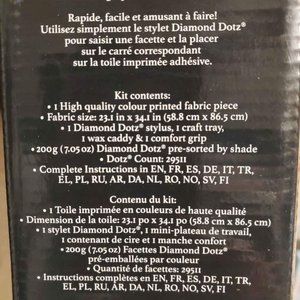 Rapide, facile et amusant à faire!
Utilisez simplement le stylet Diamond Dotz®
pour saisir une facette et la placer
sur le carré correspondant
sur la toile imprimée adhésive.
Kit contents:
• 1 High quality colour printed fabric piece
• Fabric size: 23.1 in x 34.1 in (58.8 cm x 86.5 cm)
• 1 Diamond Dotz® stylus, 1 craft tray,
1 wax caddy & 1 comfort grip
• 200g (7.05 oz) Diamond Dotz® pre-sorted by shade
• Dotz® Count: 29511
• Complete Instructions in EN, FR, ES, DE, IT, TR,
EL, PL, RU, AR, DA, NL, RO, NO, SV, FI
Contenu du kit:
• 1 Toile imprimée en couleurs de haute qualité
• Dimension de la toile: 23.1 po x 34.1 po (58.8 cm x 86.5 cm)
• 1 stylet Diamond Dotz®, 1 mini-plateau de travail,
1 contenant de cire et 1 manche confort
• 200g (7.05 oz) Facettes Diamond Dotz®
pré-emballées par couleur
• Quantité de facettes: 29511
• Instructions complètes en EN, FR, ES, DE, IT, TR,
EL, PL, RU, AR, DA, NL, RO, NO, SV, FI